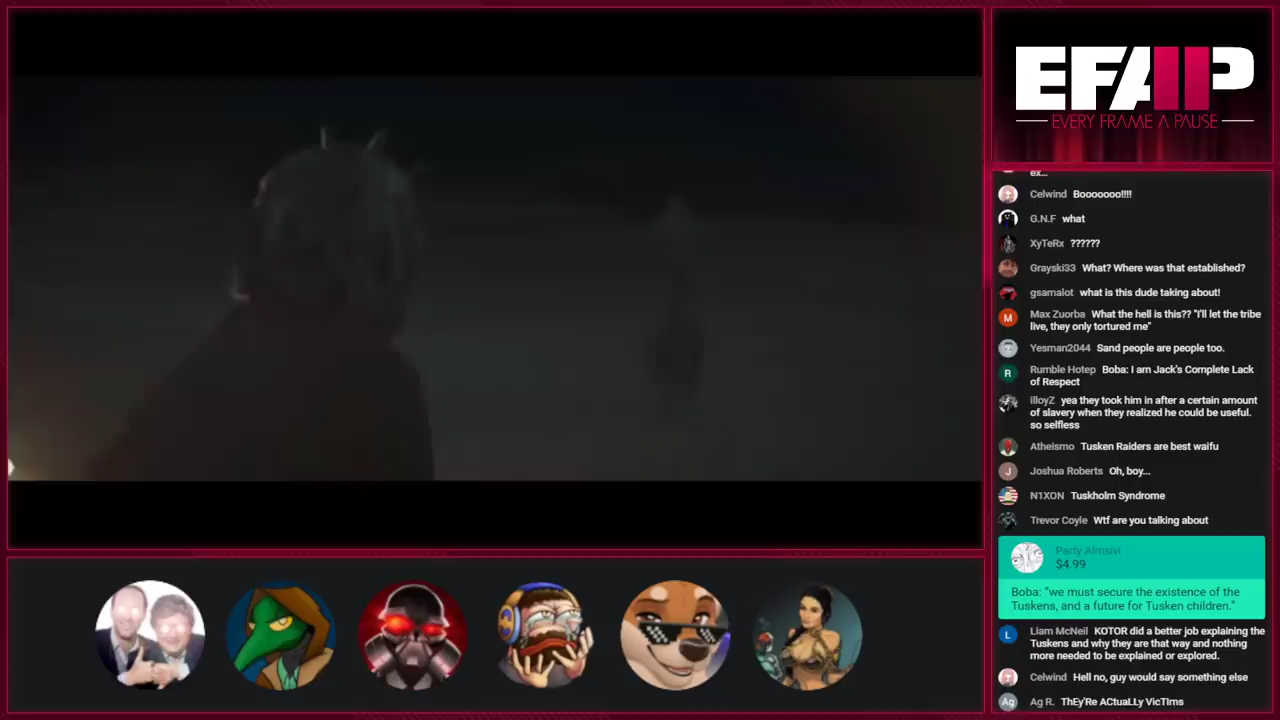 EFAP
EVERY FRAME A PAUSE
ex...
Celwind Booooooo!!!!
G.N.F what
XyTeRx ??????
Grayski33 What? Where was that established?
gsamalot what is this dude taking about!
Max Zuorba What the hell is this?? "I'll let the tribe
live, they only tortured me"
Yesman2044 Sand people are people too.
Rumble Hotep Boba: I am Jack's Complete Lack
of Respect
illoyZ yea they took him in after a certain amount
of slavery when they realized he could be useful.
so selfless
Atheismo Tusken Raiders are best waifu
Joshua Roberts Oh, boy...
N1XON Tuskholm Syndrome
Trevor Coyle Wtf are you talking about
Party Almsivi
$4.99
Boba: "we must secure the existence of the
Tuskens, and a future for Tusken children."
Liam McNeil KOTOR did a better job explaining the
Tuskens and why they are that way and nothing
more needed to be explained or explored.
Celwind Hell no, guy would say something else
Ag R. ThEy'Re ACtuaLLy VicTIms
M
R
J
L
Ag